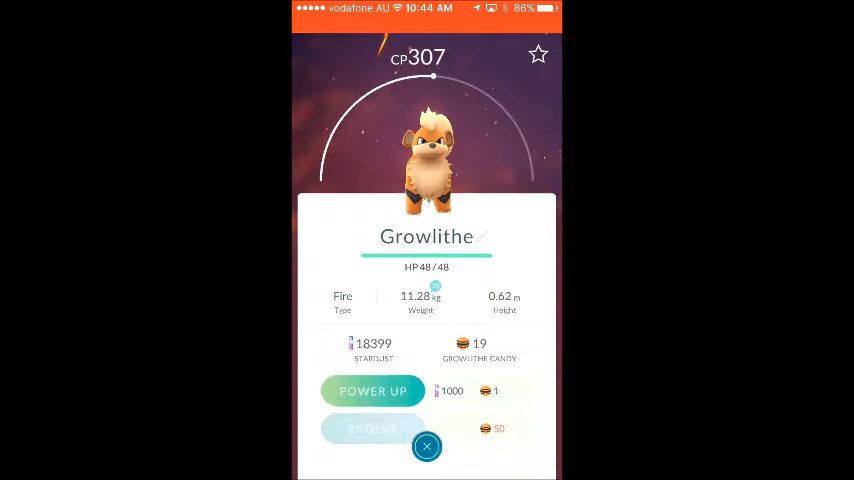 vodafone AU 10:44 AM 86%
CP307
Growlithe
HP 48 / 48
XS
Fire 11.28 kg 0.62 m
Type Weight Height
18399 19
STARDUST GROWLITHE CANDY
POWER UP 1000 1
EVOLVE 50